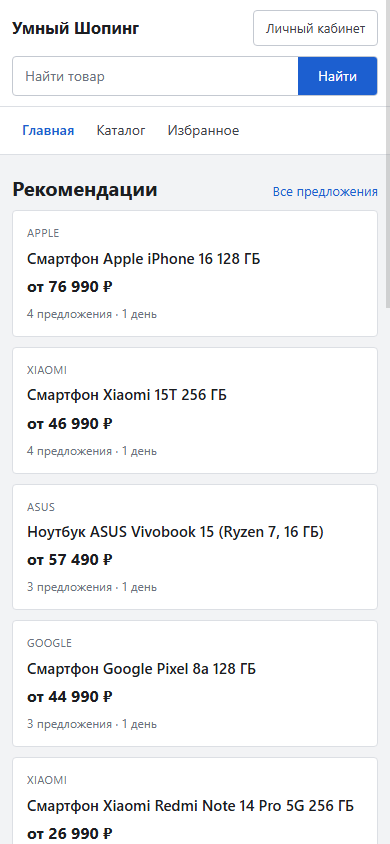 Умный Шопинг
Личный кабинет
Найти товар
Найти
Главная Каталог Избранное
Рекомендации
Все предложения
APPLE
Смартфон Apple iPhone 16 128 ГБ
от 76 990 ₽
4 предложения · 1 день
XIAOMI
Смартфон Xiaomi 15T 256 ГБ
от 46 990 ₽
4 предложения · 1 день
ASUS
Ноутбук ASUS Vivobook 15 (Ryzen 7, 16 ГБ)
от 57 490 ₽
3 предложения · 1 день
GOOGLE
Смартфон Google Pixel 8a 128 ГБ
от 44 990 ₽
3 предложения · 1 день
XIAOMI
Смартфон Xiaomi Redmi Note 14 Pro 5G 256 ГБ
от 26 990 ₽